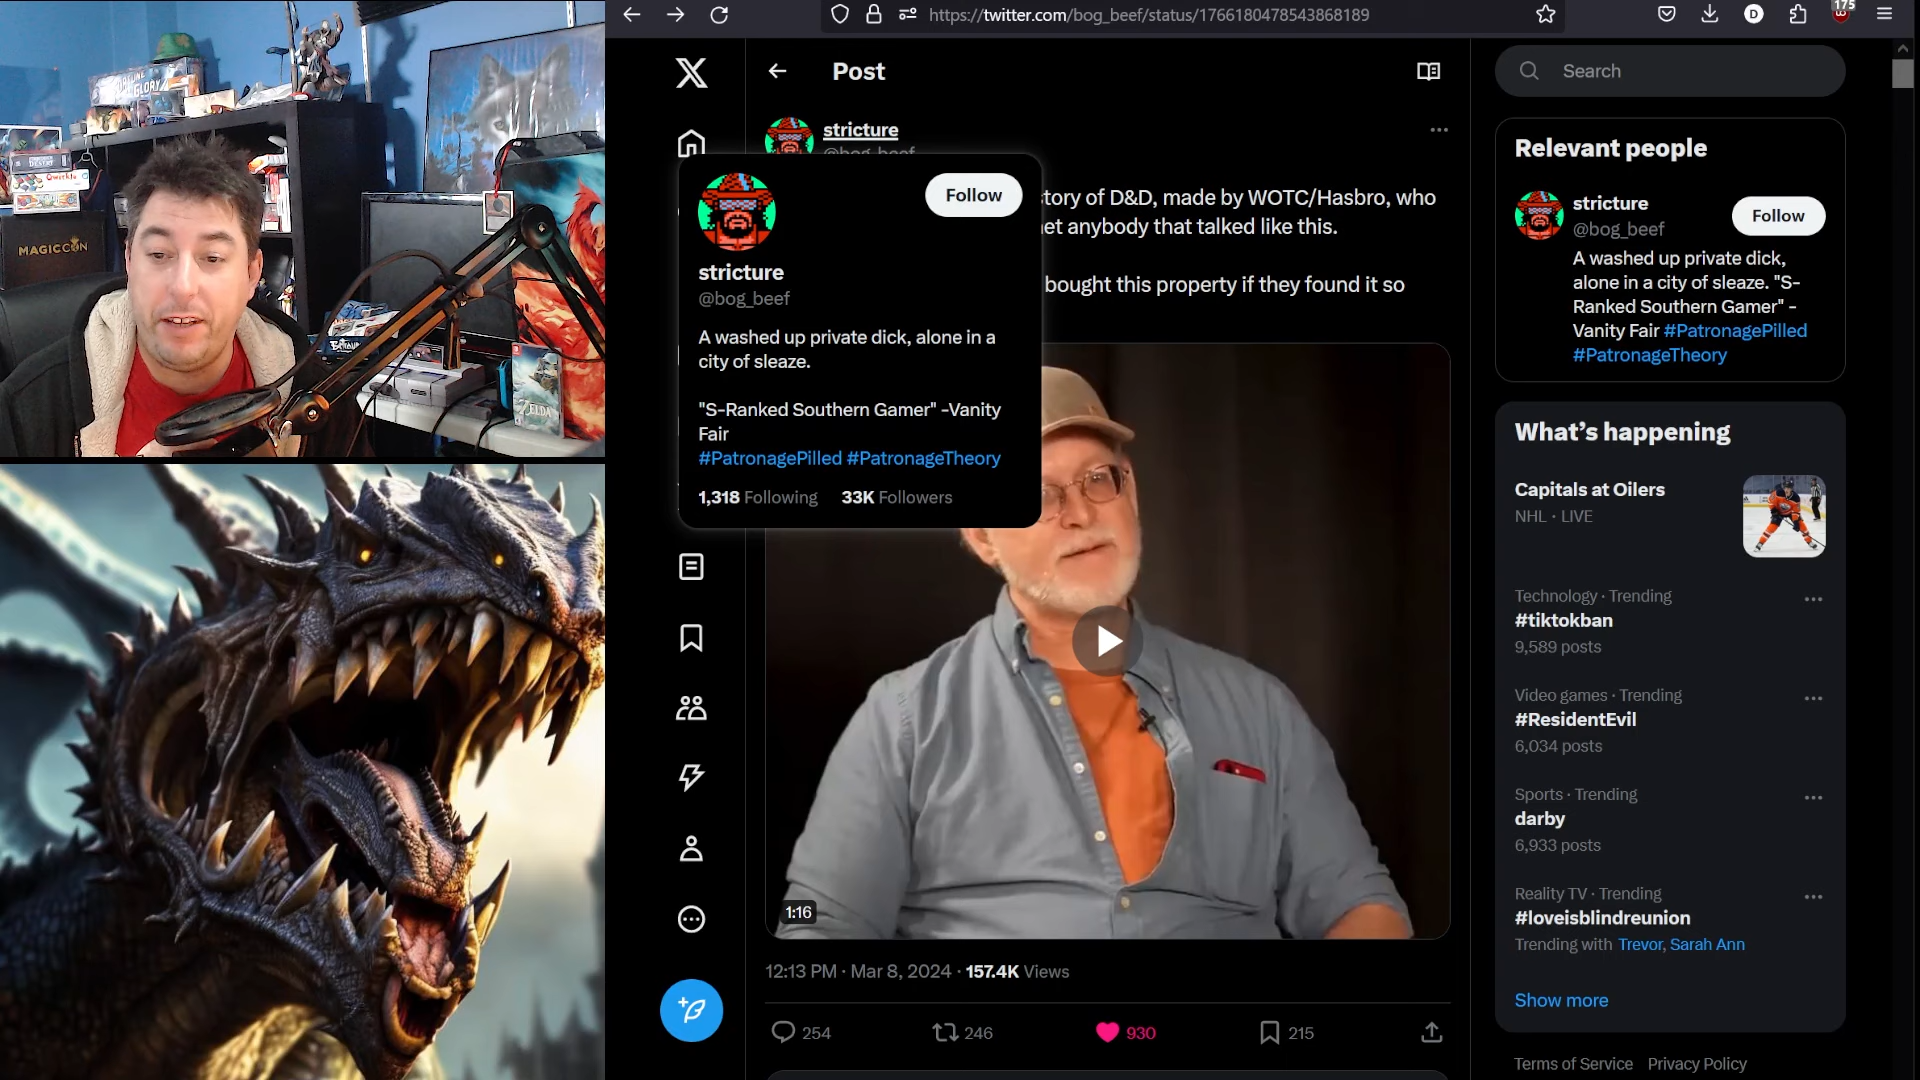 https://twitter.com/bog_beef/status/1766180478543868189
175
D
Post
Search
stricture
@bog_beef
tory of D&D, made by WOTC/Hasbro, who
et anybody that talked like this.
bought this property if they found it so
Follow
stricture
@bog_beef
A washed up private dick, alone in a
city of sleaze.
"S-Ranked Southern Gamer" -Vanity
Fair
#PatronagePilled #PatronageTheory
1,318 Following 33K Followers
1:16
12:13 PM · Mar 8, 2024 · 157.4K Views
254 246 930 215
Relevant people
stricture
@bog_beef
Follow
A washed up private dick,
alone in a city of sleaze. "S-
Ranked Southern Gamer" -
Vanity Fair #PatronagePilled
#PatronageTheory
What's happening
Capitals at Oilers
NHL · LIVE
Technology · Trending
#tiktokban
9,589 posts
Video games · Trending
#ResidentEvil
6,034 posts
Sports · Trending
darby
6,933 posts
Reality TV · Trending
#loveisblindreunion
Trending with Trevor, Sarah Ann
Show more
Terms of Service Privacy Policy
GLORY
Qwirkle
MAGICCON
ZELDA